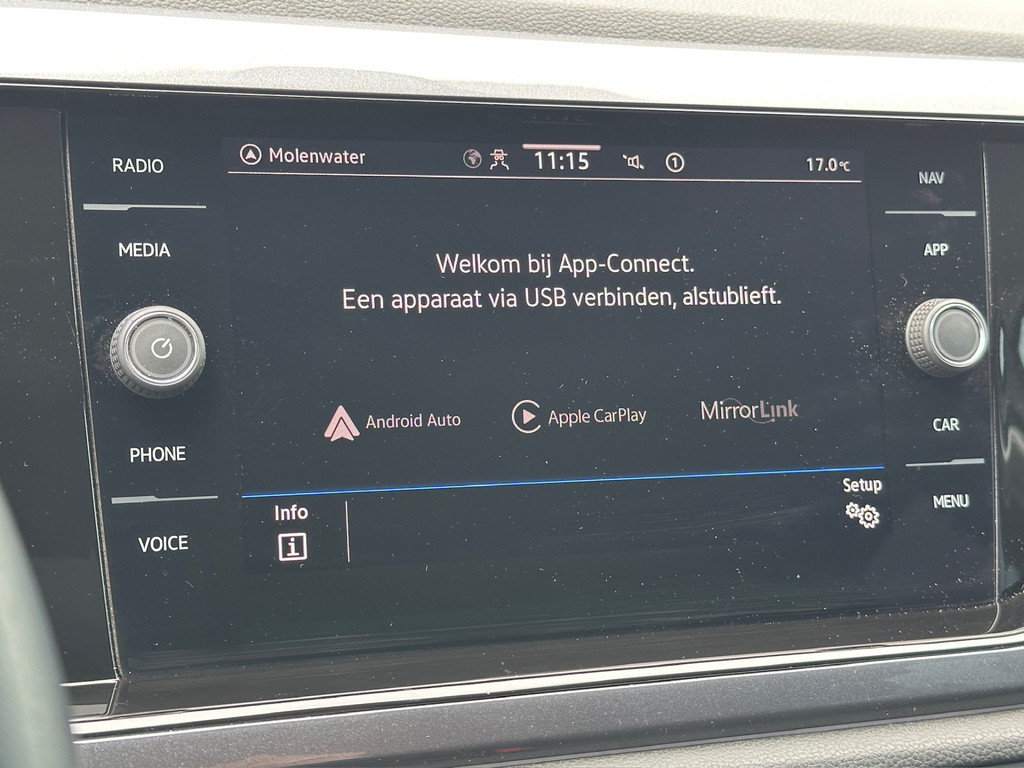 RADIO
MEDIA
PHONE
VOICE
Molenwater
11:15
1
17.0°C
Welkom bij App-Connect.
Een apparaat via USB verbinden, alstublieft.
Android Auto
Apple CarPlay
MirrorLink
Info
i
Setup
NAV
APP
CAR
MENU